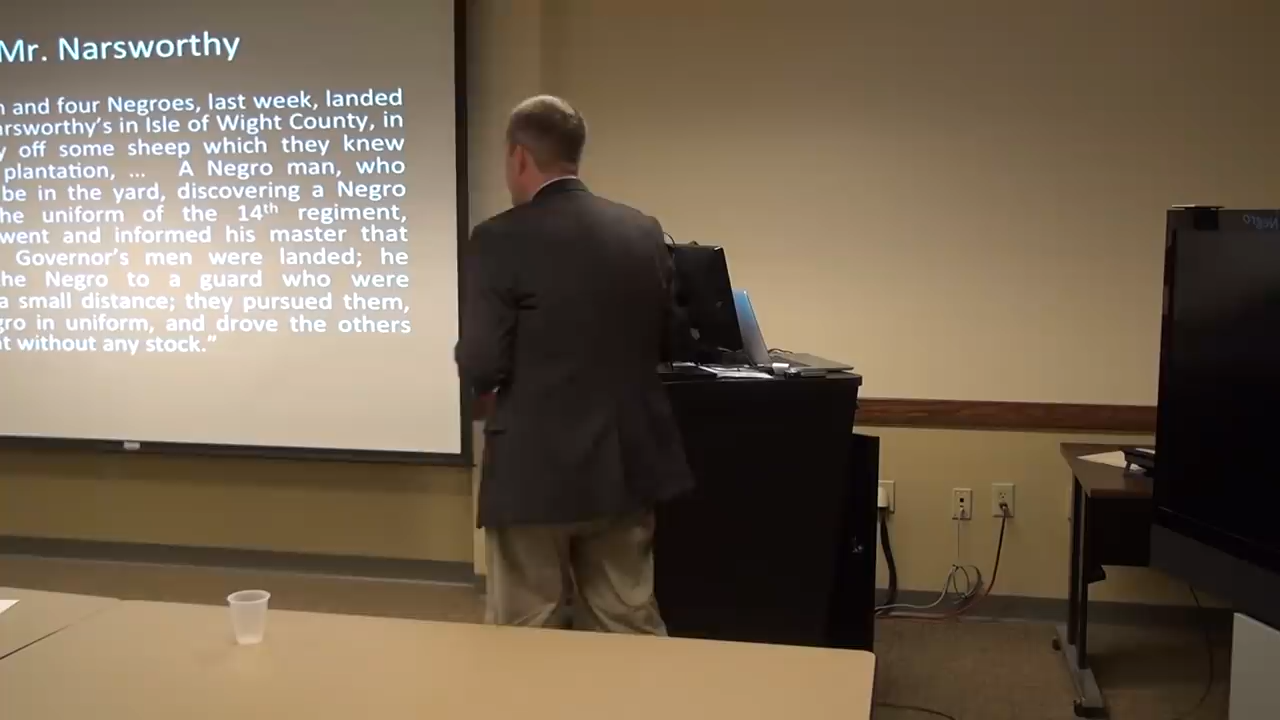 Mr. Narsworthy
and four Negroes, last week, landed
arsworthy's in Isle of Wight County, in
y off some sheep which they knew
plantation, ... A Negro man, who
be in the yard, discovering a Negro
he uniform of the 14th regiment,
went and informed his master that
Governor's men were landed; he
he Negro to a guard who were
a small distance; they pursued them,
gro in uniform, and drove the others
t without any stock."